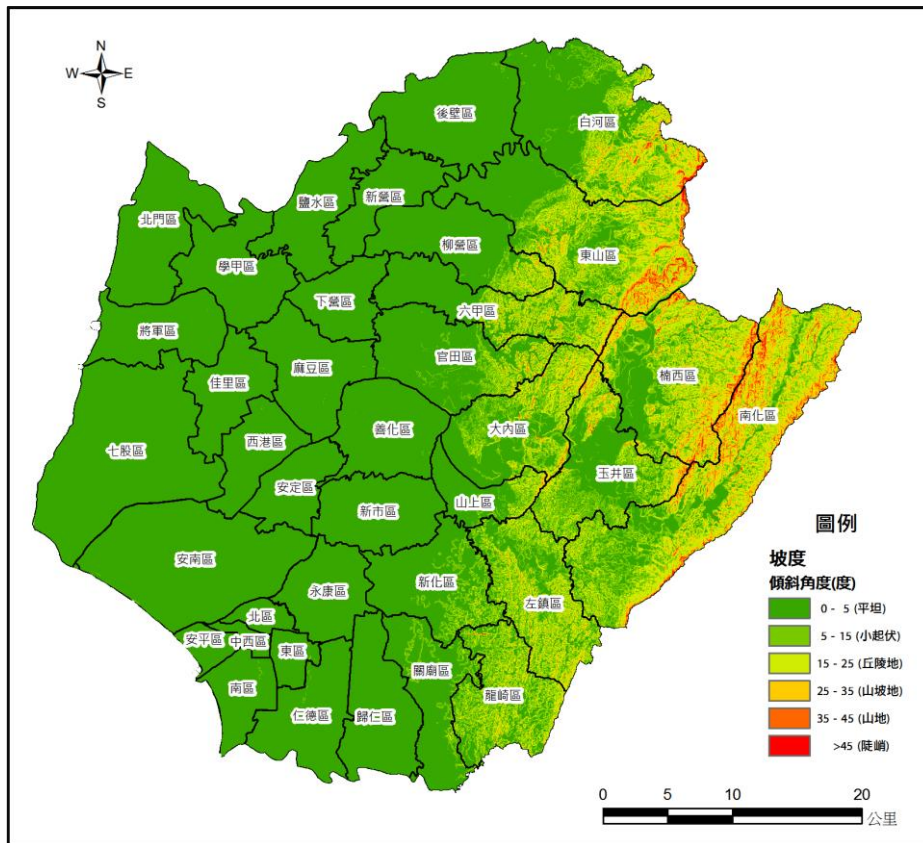 N
W E
S
後壁區
白河區
鹽水區
新營區
北門區
柳營區
東山區
學甲區
下營區
六甲區
將軍區
官田區
麻豆區
佳里區
楠西區
南化區
善化區
大內區
七股區
西港區
玉井區
安定區
新市區
山上區
安南區
新化區
永康區
左鎮區
北區
安平區
中西區
東區
關廟區
南區
龍崎區
仁德區
歸仁區
圖例
坡度
傾斜角度(度)
0 - 5 (平坦)
5 - 15 (小起伏)
15 - 25 (丘陵地)
25 - 35 (山坡地)
35 - 45 (山地)
>45 (陡峭)
0 5 10 20
公里